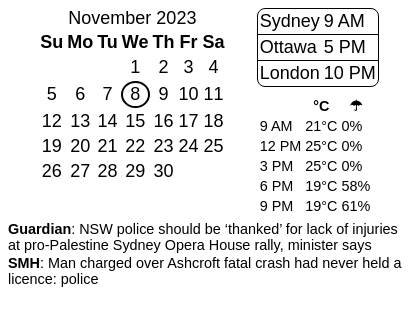 November 2023
Su Mo Tu We Th Fr Sa
1 2 3 4
5 6 7 8 9 10 11
12 13 14 15 16 17 18
19 20 21 22 23 24 25
26 27 28 29 30
Sydney 9 AM
Ottawa 5 PM
London 10 PM
°C ☂
9 AM 21°C 0%
12 PM 25°C 0%
3 PM 25°C 0%
6 PM 19°C 58%
9 PM 19°C 61%
Guardian: NSW police should be ‘thanked’ for lack of injuries
at pro-Palestine Sydney Opera House rally, minister says
SMH: Man charged over Ashcroft fatal crash had never held a
licence: police